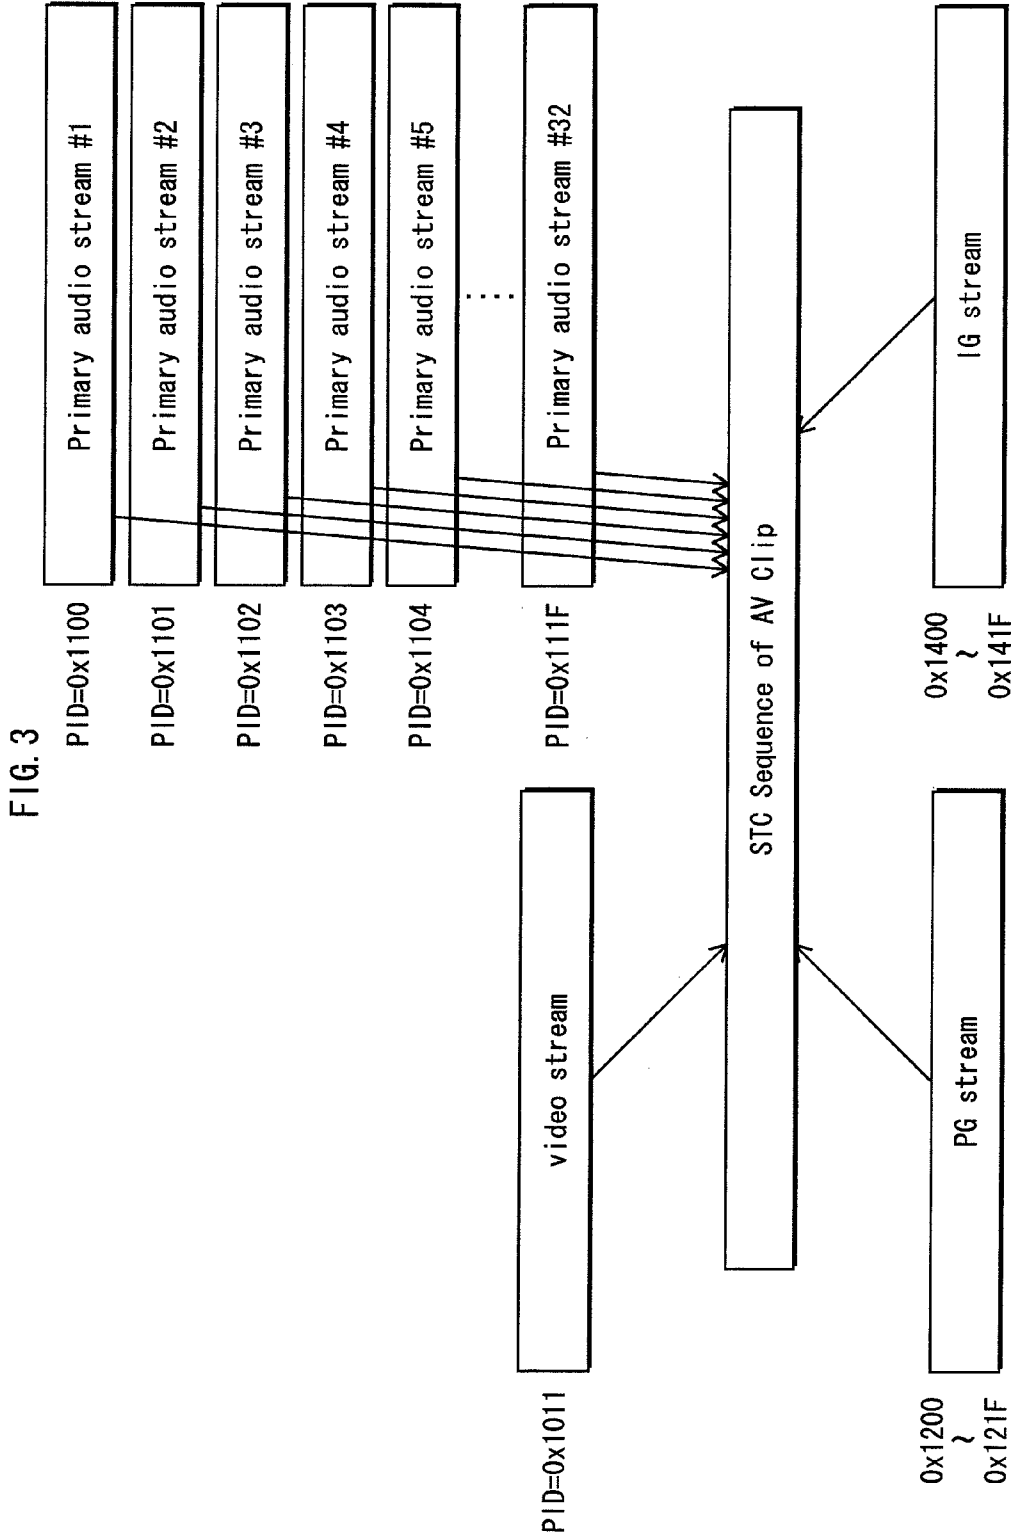 FIG. 3
PID=0x1100
Primary audio stream #1
PID=0x1101
Primary audio stream #2
PID=0x1102
Primary audio stream #3
PID=0x1103
Primary audio stream #4
PID=0x1104
Primary audio stream #5
PID=0x1011
video stream
PID=0x111F
Primary audio stream #32
STC Sequence of AV Clip
0x1200
~
0x121F
PG stream
0x1400
~
0x141F
IG stream